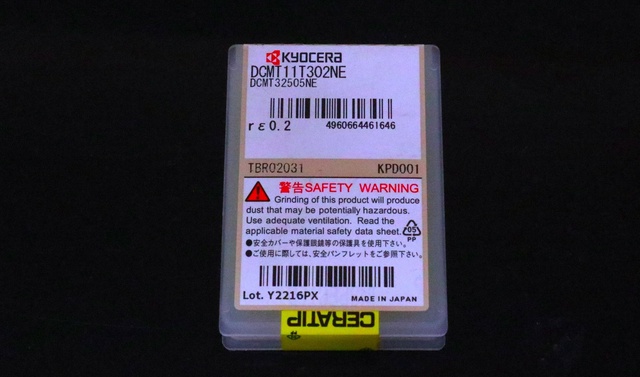 KYOCERA
DCMT11T302NE
DCMT32505NE
rε0.2 4960664461646
TBR02031 KPD001
警告SAFETY WARNING
Grinding of this product will produce
dust that may be potentially hazardous.
Use adequate ventilation. Read the
applicable material safety data sheet.
05
PP
●安全カバーや保護眼鏡等の保護具を使用下さい。
●ご使用に際しては、安全パンフレットをご参照下さい。
Lot. Y2216PX MADE IN JAPAN
CERATIP